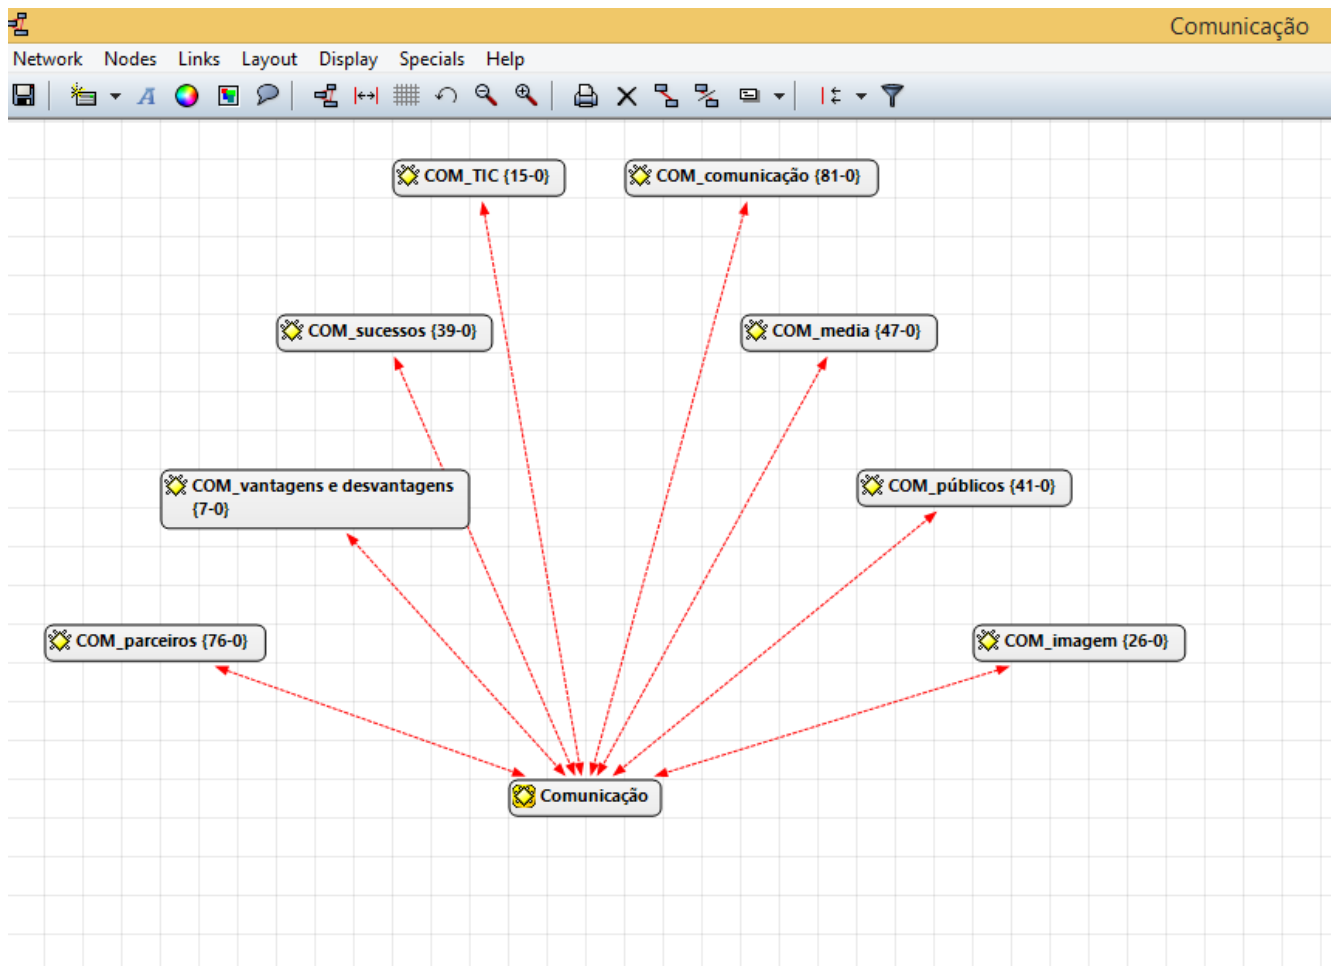 Comunicação
Network Nodes Links Layout Display Specials Help
COM_TIC {15-0}
COM_comunicação {81-0}
COM_sucessos {39-0}
COM_media {47-0}
COM_vantagens e desvantagens
{7-0}
COM_públicos {41-0}
COM_parceiros {76-0}
COM_imagem {26-0}
Comunicação